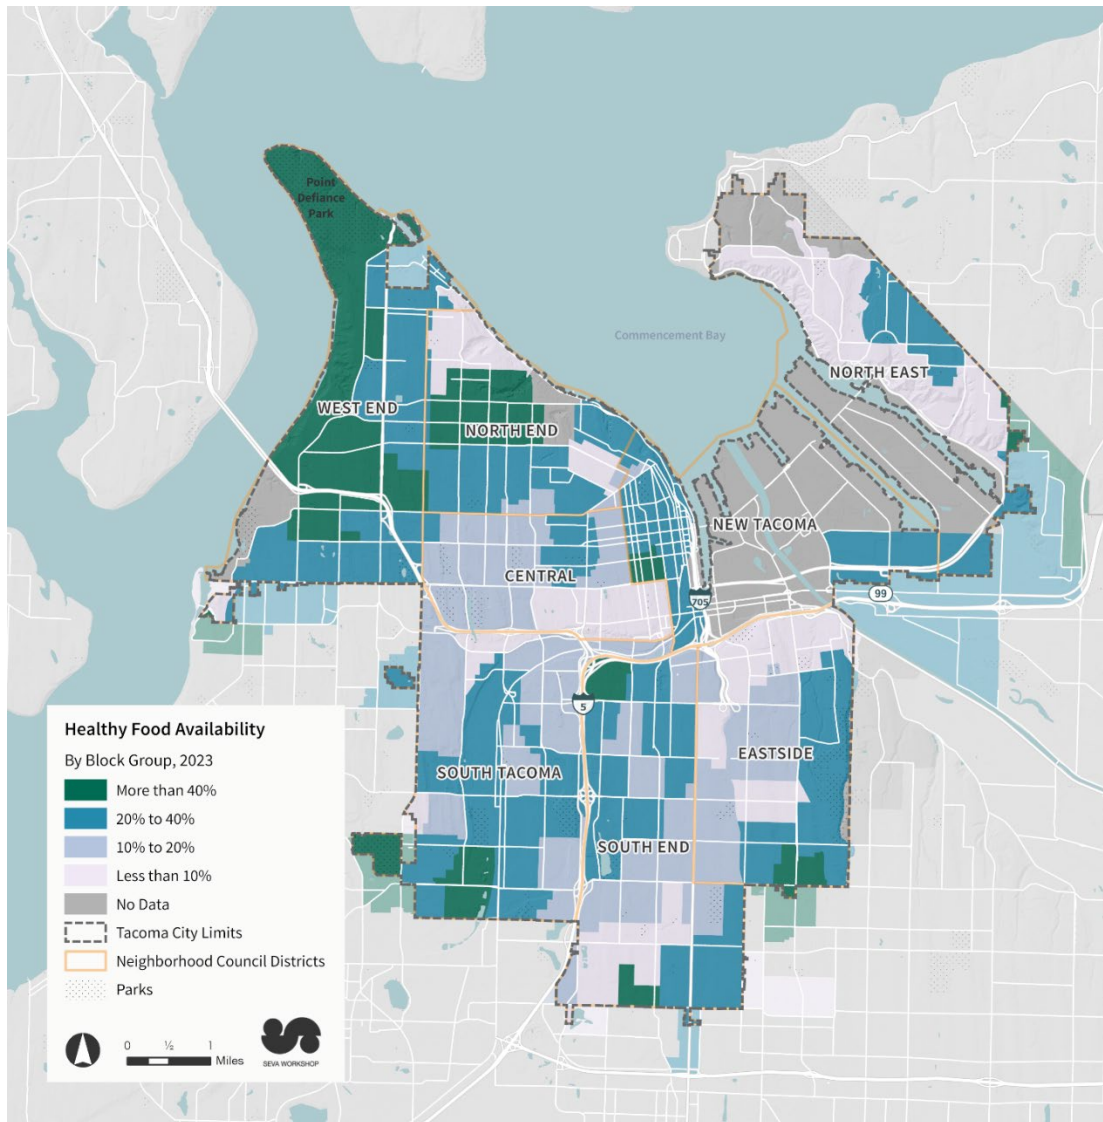 Point
Defiance
Park
Commencement Bay
NORTH EAST
WEST END
NORTH END
NEW TACOMA
CENTRAL
99
705
5
EASTSIDE
SOUTH TACOMA
SOUTH END
Healthy Food Availability
By Block Group, 2023
More than 40%
20% to 40%
10% to 20%
Less than 10%
No Data
Tacoma City Limits
Neighborhood Council Districts
Parks
0 ½ 1
Miles
SEVA WORKSHOP